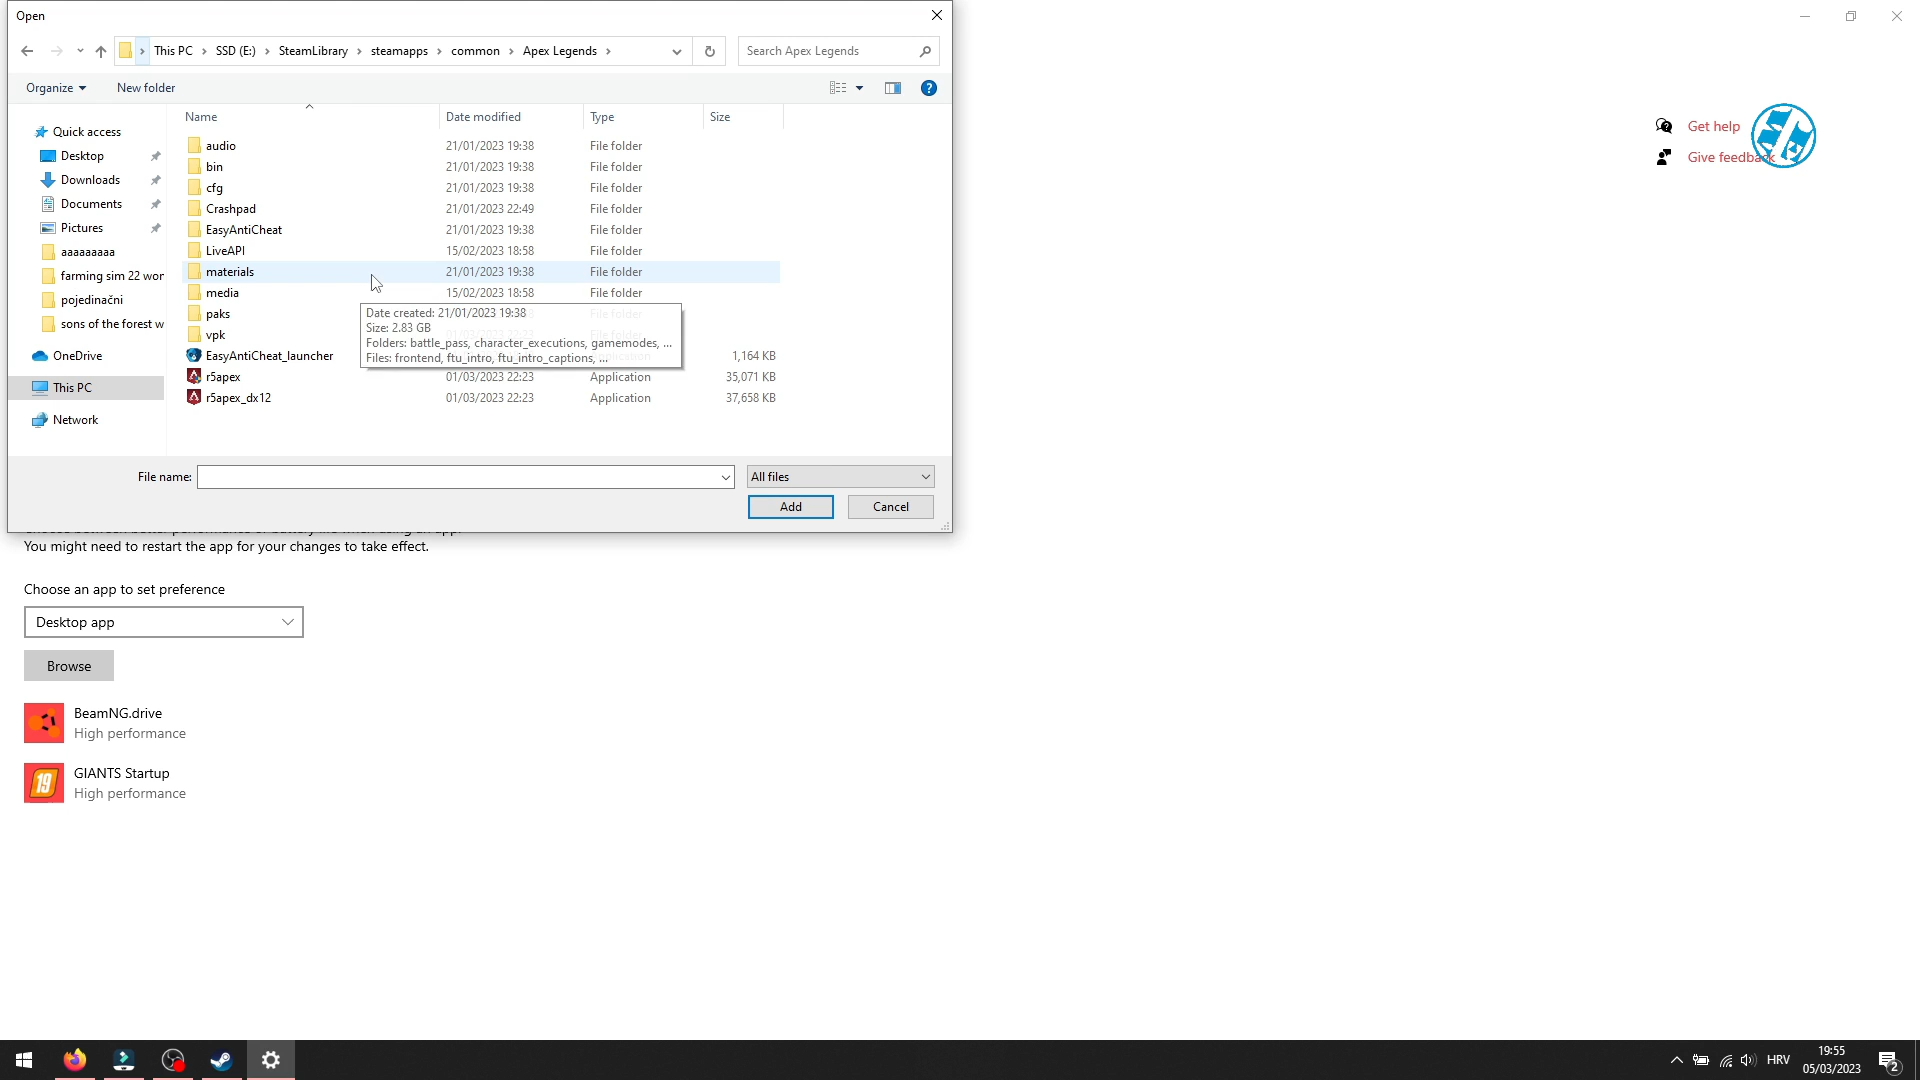 Open
This PC
SSD (E:)
SteamLibrary
steamapps
common
Apex Legends
Search Apex Legends
Organize
New folder
Name
Date modified
Type
Size
Quick access
Desktop
Downloads
Documents
Pictures
aaaaaaaaa
farming sim 22 wor
pojedinačni
sons of the forest w
OneDrive
This PC
Network
audio 21/01/2023 19:38 File folder
bin 21/01/2023 19:38 File folder
cfg 21/01/2023 19:38 File folder
Crashpad 21/01/2023 22:49 File folder
EasyAntiCheat 21/01/2023 19:38 File folder
LiveAPI 15/02/2023 18:58 File folder
materials 21/01/2023 19:38 File folder
media 15/02/2023 18:58 File folder
paks
vpk
EasyAntiCheat_launcher 1,164 KB
r5apex 01/03/2023 22:23 Application 35,071 KB
r5apex_dx12 01/03/2023 22:23 Application 37,658 KB
Date created: 21/01/2023 19:38
Size: 2.83 GB
Folders: battle_pass, character_executions, gamemodes, ...
Files: frontend, ftu_intro, ftu_intro_captions, ...
File name:
All files
Add
Cancel
You might need to restart the app for your changes to take effect.
Choose an app to set preference
Desktop app
Browse
BeamNG.drive
High performance
GIANTS Startup
High performance
19
Get help
Give feedback
HRV
19:55
05/03/2023
2